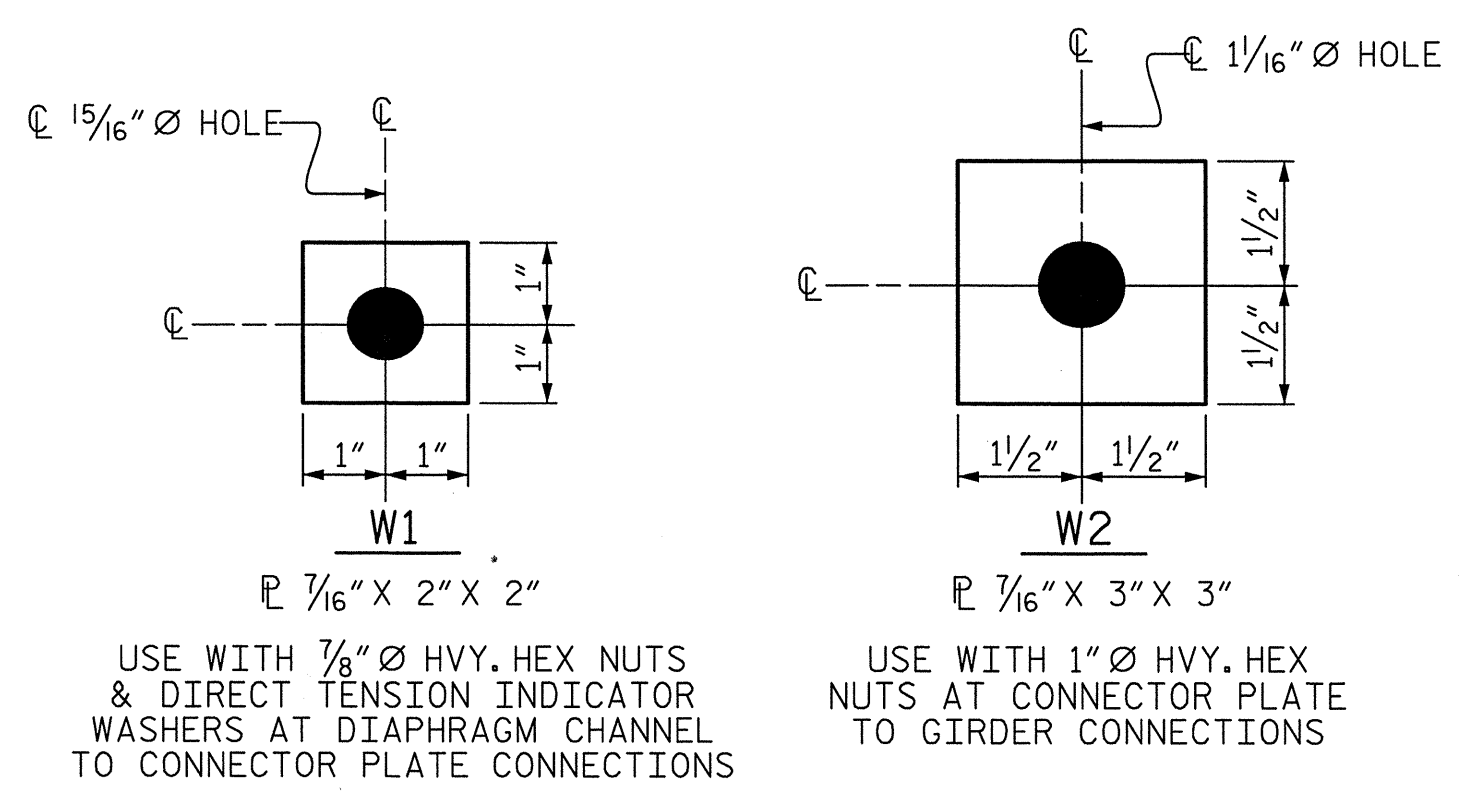 ℄ 15/16" Ø HOLE
℄
℄
1"
1"
1" 1"
W1
℄ 1 1/16" Ø HOLE
℄
℄
1 1/2"
1 1/2"
1 1/2" 1 1/2"
W2
PL 7/16" X 2" X 2"
USE WITH 7/8" Ø HVY. HEX NUTS
& DIRECT TENSION INDICATOR
WASHERS AT DIAPHRAGM CHANNEL
TO CONNECTOR PLATE CONNECTIONS
PL 7/16" X 3" X 3"
USE WITH 1" Ø HVY. HEX
NUTS AT CONNECTOR PLATE
TO GIRDER CONNECTIONS